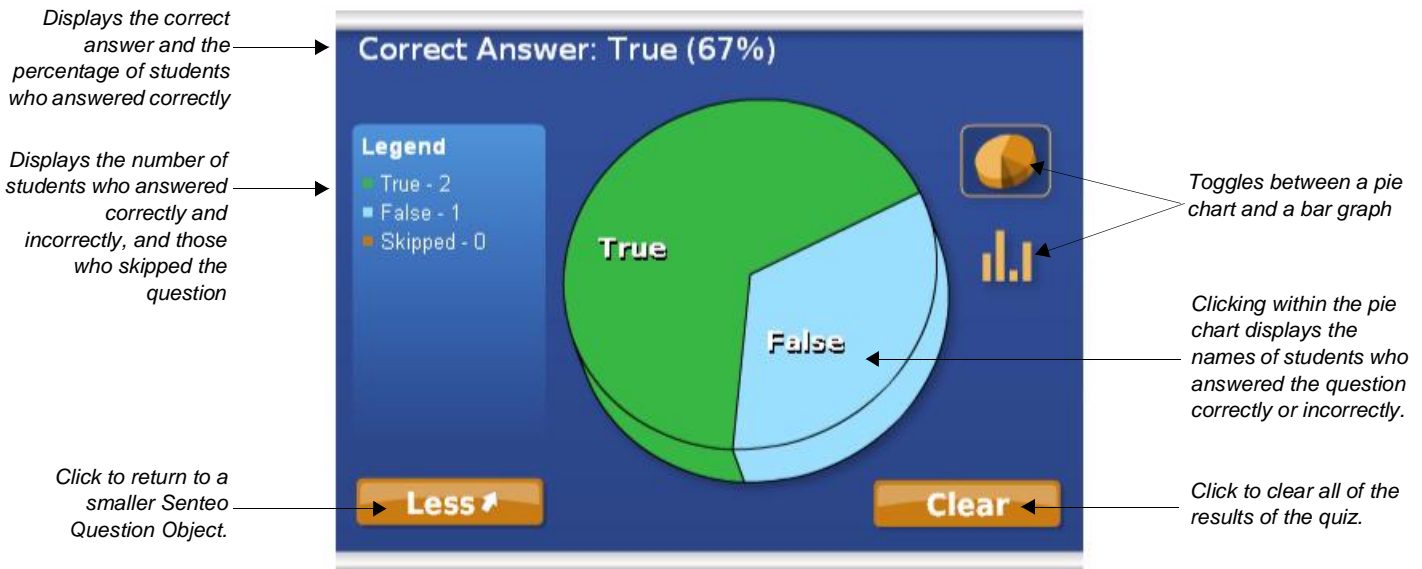 Displays the correct
answer and the
percentage of students
who answered correctly
Displays the number of
students who answered
correctly and
incorrectly, and those
who skipped the
question
Click to return to a
smaller Senteo
Question Object.
Correct Answer: True (67%)
Legend
True - 2
False - 1
Skipped - 0
True
False
Less
Clear
Toggles between a pie
chart and a bar graph
Clicking within the pie
chart displays the
names of students who
answered the question
correctly or incorrectly.
Click to clear all of the
results of the quiz.